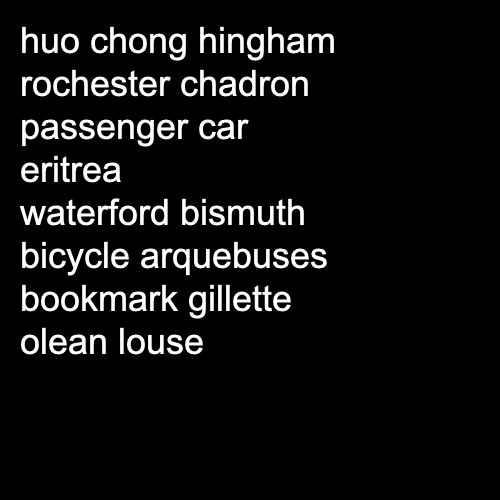 huo chong hingham
rochester chadron
passenger car
eritrea
waterford bismuth
bicycle arquebuses
bookmark gillette
olean louse